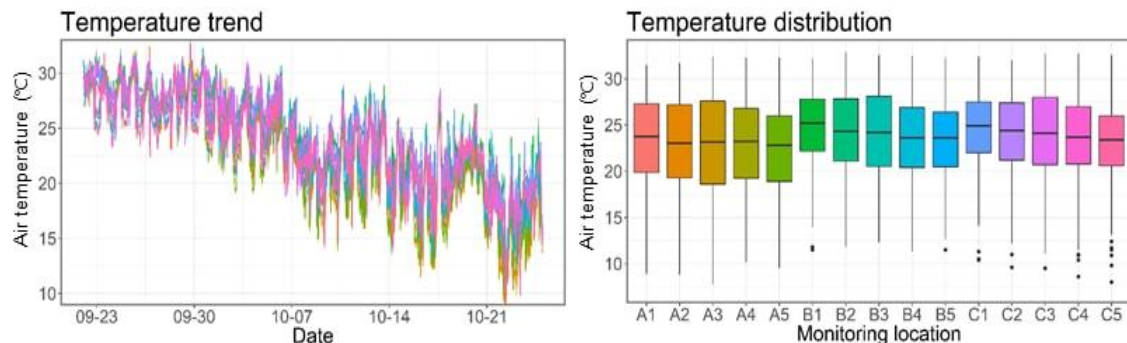 Temperature trend
Air temperature (℃)
30
25
20
15
10
09-23 09-30 10-07 10-14 10-21
Date
Temperature distribution
Air temperature (℃)
30
25
20
15
10
A1 A2 A3 A4 A5 B1 B2 B3 B4 B5 C1 C2 C3 C4 C5
Monitoring location